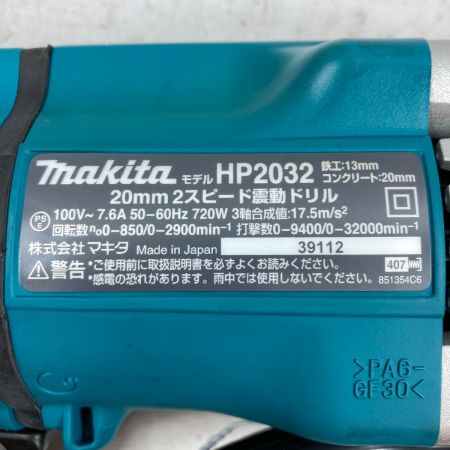 makita モデル HP2032 鉄工:13mm
コンクリート:20mm
20mm 2スピード震動ドリル
PS
E
100V~ 7.6A 50-60Hz 720W 3軸合成値:17.5m/s²
回転数n₀0-850/0-2900min⁻¹ 打撃数0-9400/0-32000min⁻¹
株式会社マキタ Made in Japan 39112
⚠警告 •ご使用前に取扱説明書を必ずよくお読みください。
•感電の恐れがあります。雨中では使用しないでください。
407
851354C6
>PA6-
GF30<